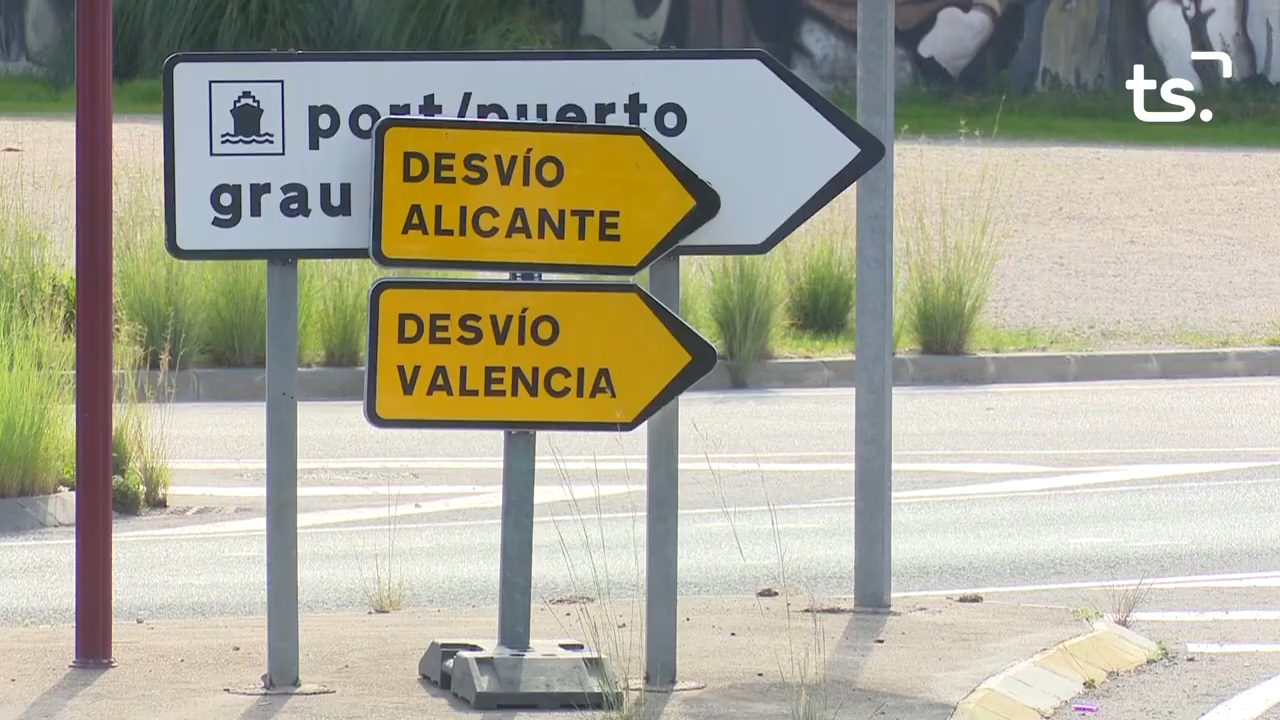 port/puerto
grau
DESVÍO
ALICANTE
DESVÍO
VALENCIA
ts.